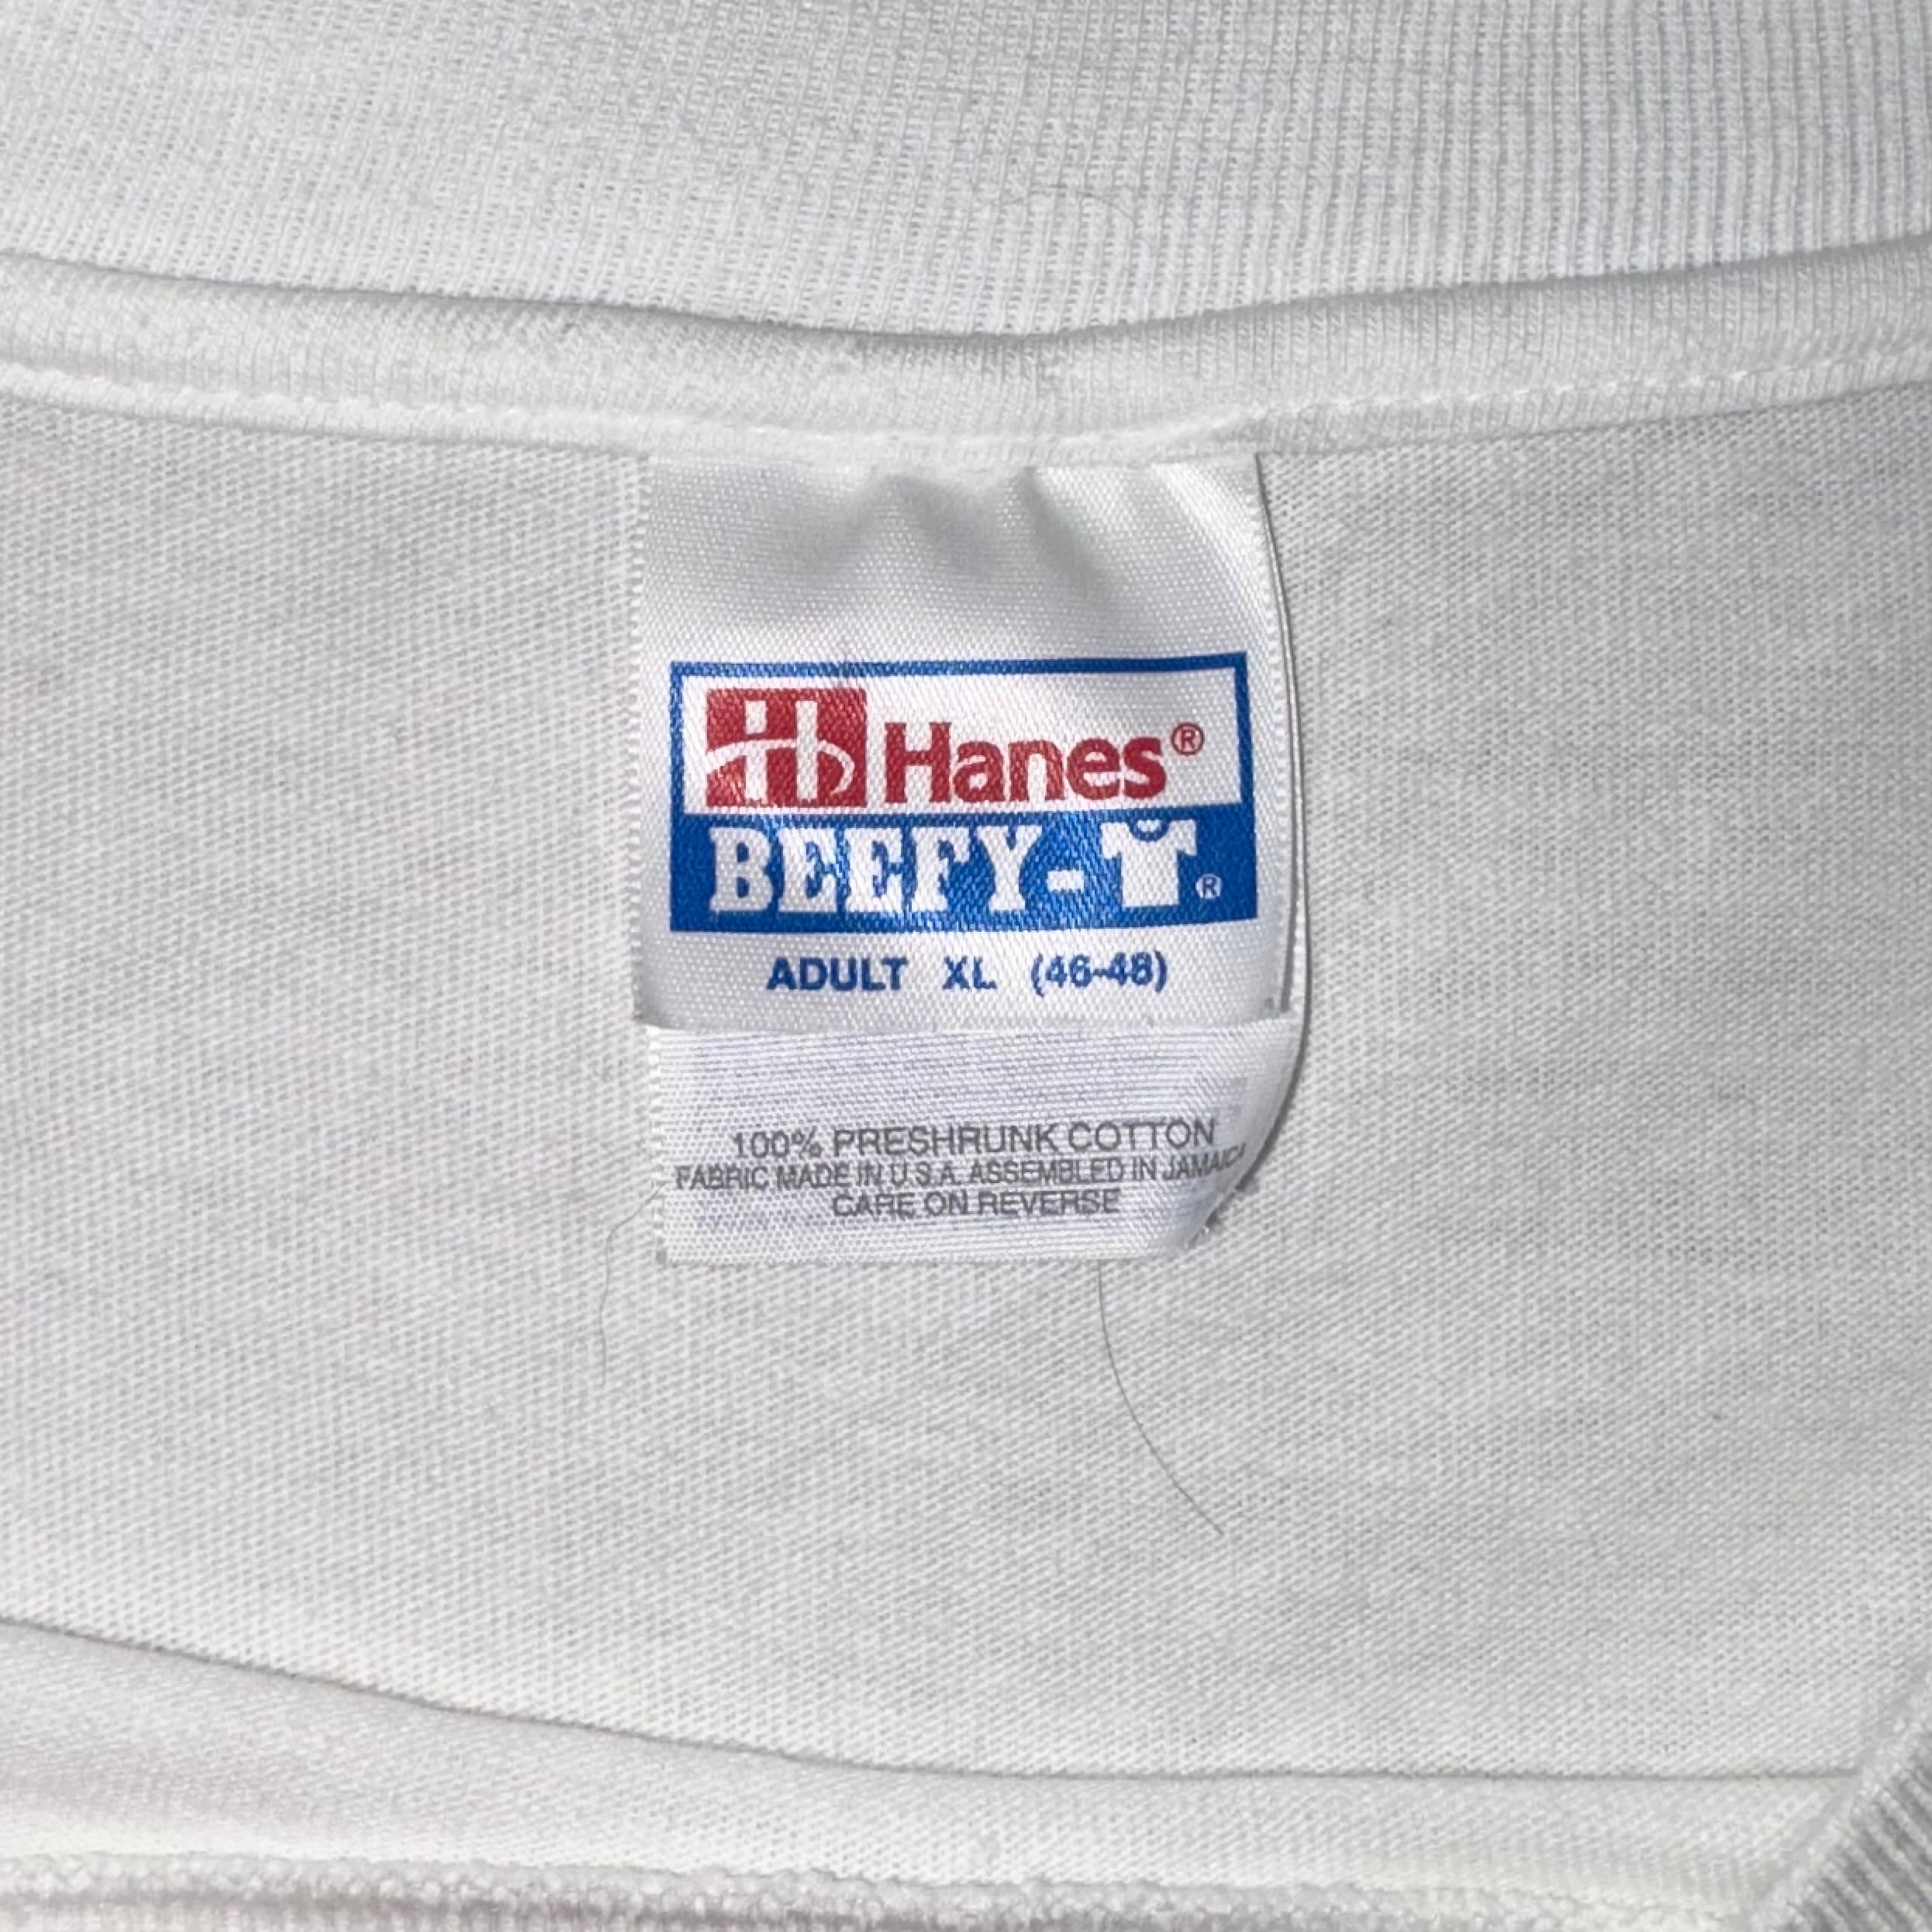 Hanes®
BEEFY-T®
ADULT XL (46-48)
100% PRESHRUNK COTTON
FABRIC MADE IN U.S.A. ASSEMBLED IN JAMAICA
CARE ON REVERSE